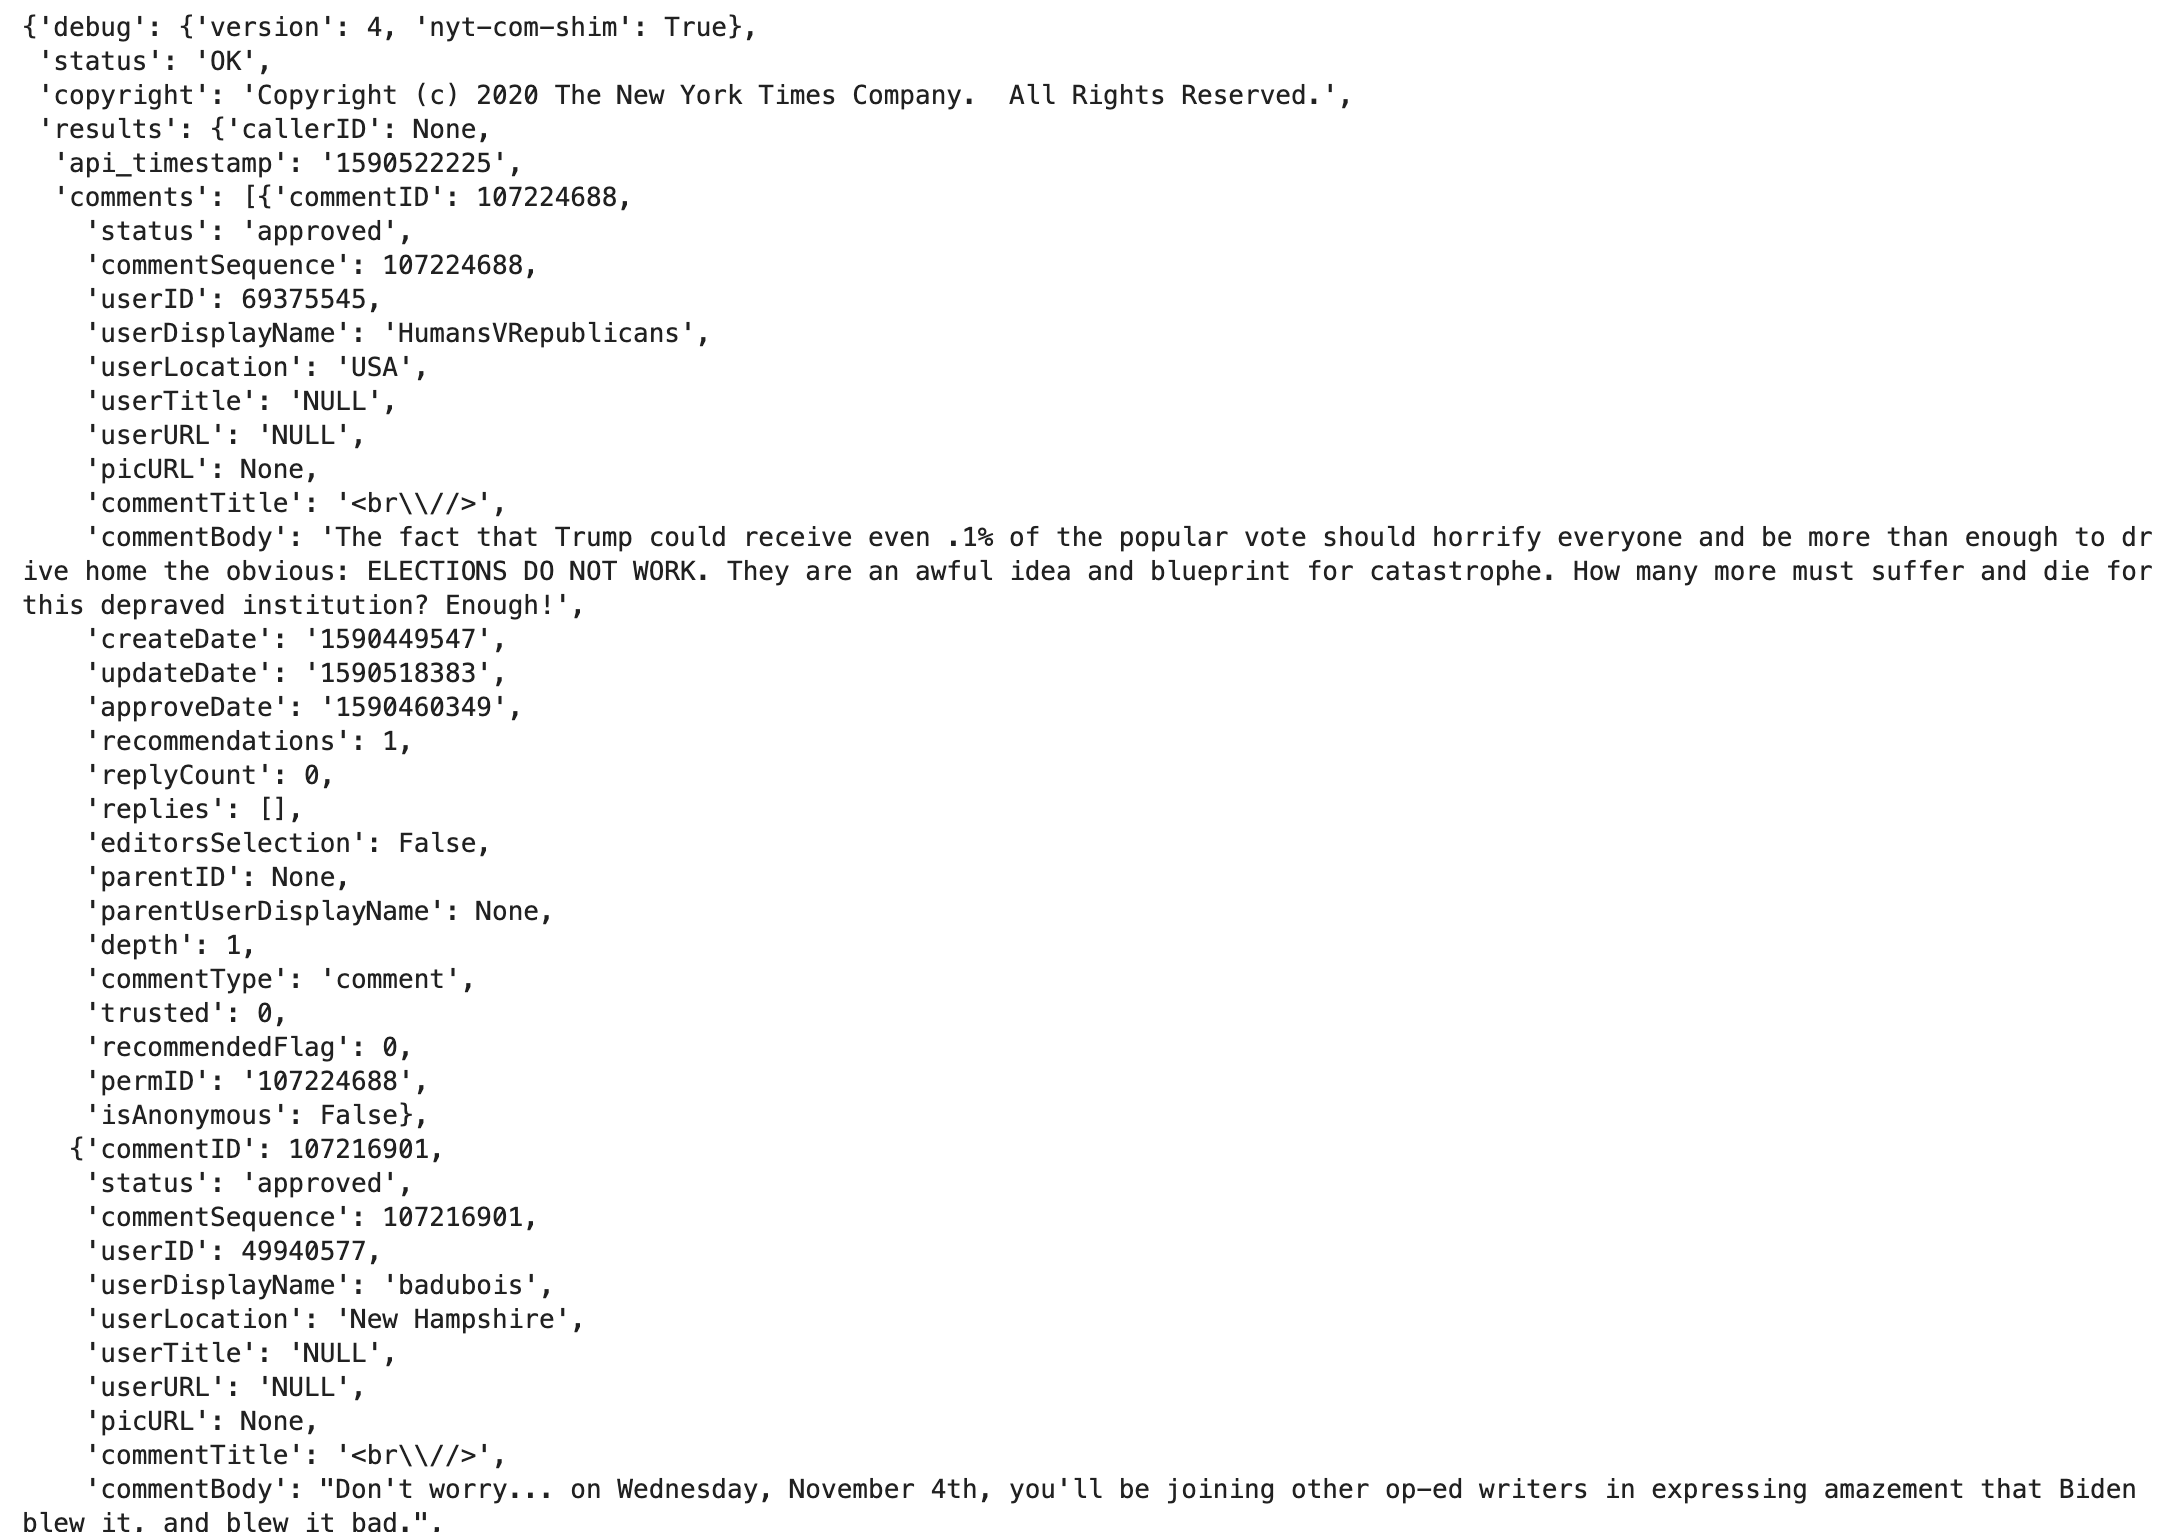 {'debug': {'version': 4, 'nyt-com-shim': True},
 'status': 'OK',
 'copyright': 'Copyright (c) 2020 The New York Times Company.  All Rights Reserved.',
 'results': {'callerID': None,
  'api_timestamp': '1590522225',
  'comments': [{'commentID': 107224688,
    'status': 'approved',
    'commentSequence': 107224688,
    'userID': 69375545,
    'userDisplayName': 'HumansVRepublicans',
    'userLocation': 'USA',
    'userTitle': 'NULL',
    'userURL': 'NULL',
    'picURL': None,
    'commentTitle': '<br\\//>',
    'commentBody': 'The fact that Trump could receive even .1% of the popular vote should horrify everyone and be more than enough to dr
ive home the obvious: ELECTIONS DO NOT WORK. They are an awful idea and blueprint for catastrophe. How many more must suffer and die for
this depraved institution? Enough!',
    'createDate': '1590449547',
    'updateDate': '1590518383',
    'approveDate': '1590460349',
    'recommendations': 1,
    'replyCount': 0,
    'replies': [],
    'editorsSelection': False,
    'parentID': None,
    'parentUserDisplayName': None,
    'depth': 1,
    'commentType': 'comment',
    'trusted': 0,
    'recommendedFlag': 0,
    'permID': '107224688',
    'isAnonymous': False},
   {'commentID': 107216901,
    'status': 'approved',
    'commentSequence': 107216901,
    'userID': 49940577,
    'userDisplayName': 'badubois',
    'userLocation': 'New Hampshire',
    'userTitle': 'NULL',
    'userURL': 'NULL',
    'picURL': None,
    'commentTitle': '<br\\//>',
    'commentBody': "Don't worry... on Wednesday, November 4th, you'll be joining other op-ed writers in expressing amazement that Biden
blew it, and blew it bad.",